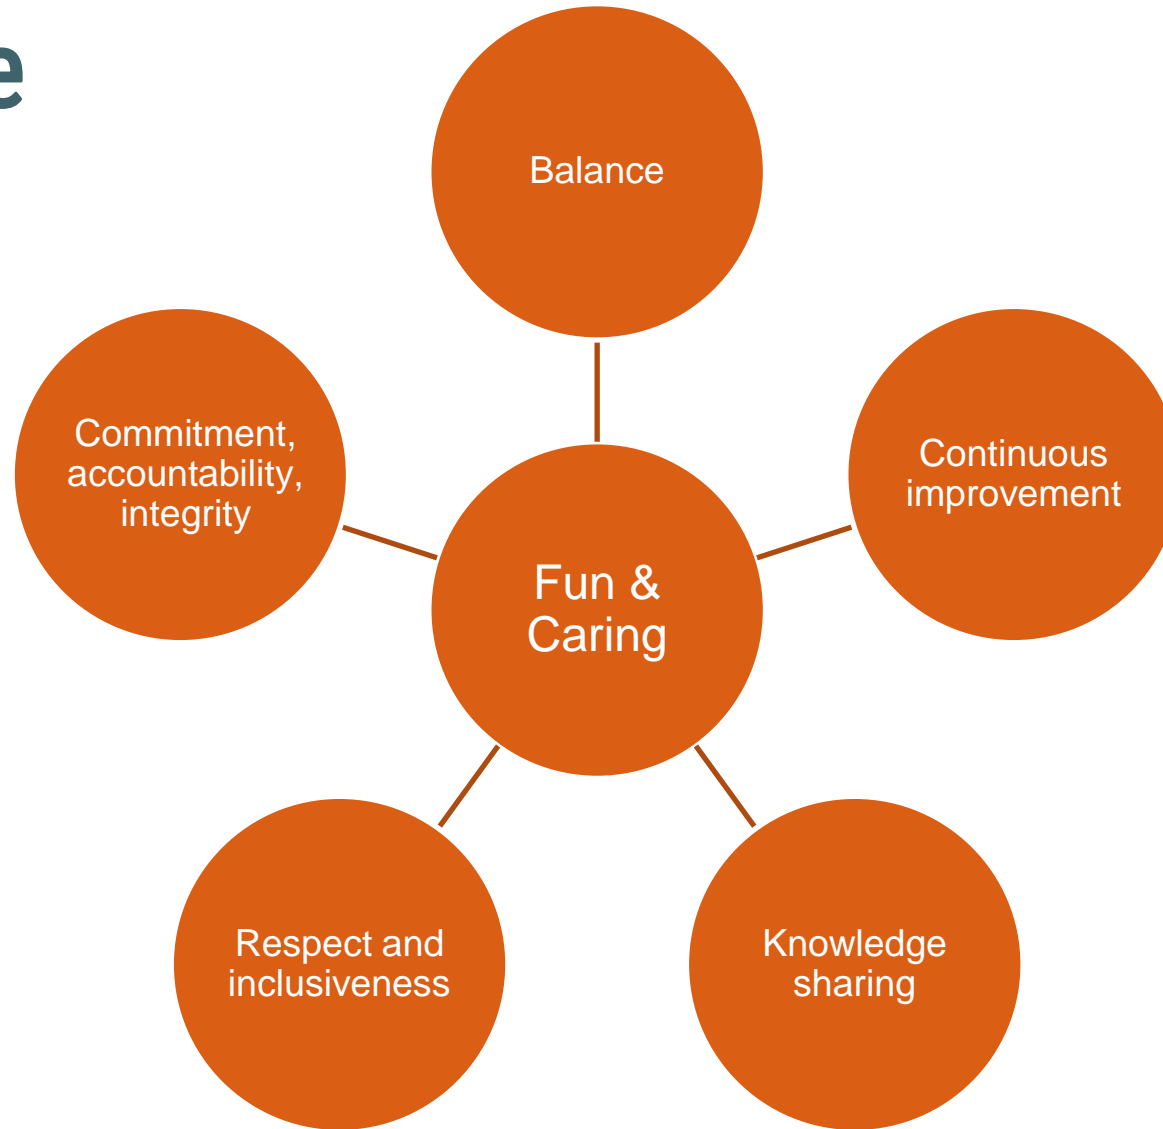 e
Balance
Commitment,
accountability,
integrity
Continuous
improvement
Fun &
Caring
Respect and
inclusiveness
Knowledge
sharing